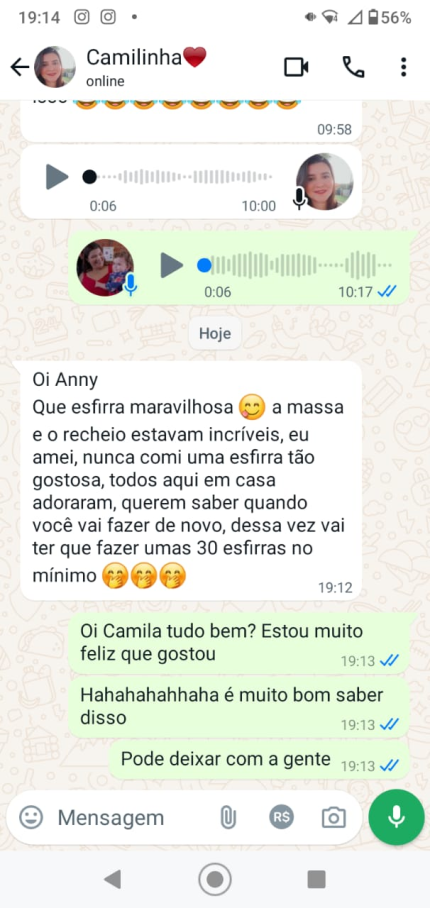 19:14
56%
Camilinha
online
09:58
0:06
10:00
0:06
10:17
Hoje
Oi Anny
Que esfirra maravilhosa 😋 a massa
e o recheio estavam incríveis, eu
amei, nunca comi uma esfirra tão
gostosa, todos aqui em casa
adoraram, querem saber quando
você vai fazer de novo, dessa vez vai
ter que fazer umas 30 esfirras no
mínimo 🤭🤭🤭
19:12
Oi Camila tudo bem? Estou muito
feliz que gostou
19:13
Hahahahahhaha é muito bom saber
disso
19:13
Pode deixar com a gente
19:13
Mensagem
R$